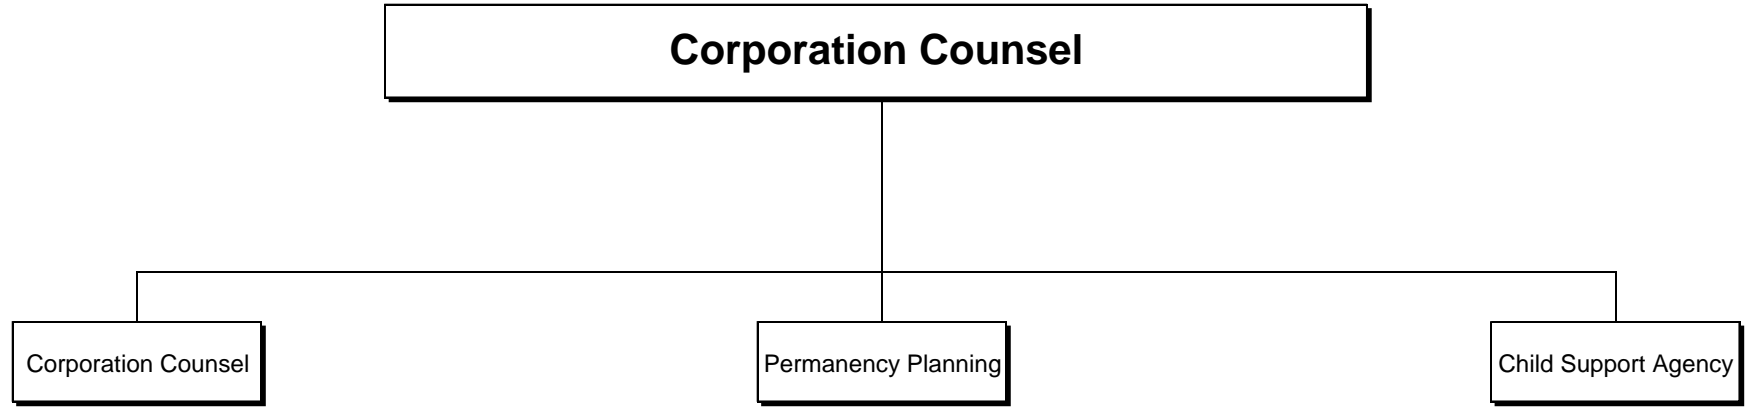 Corporation Counsel
Corporation Counsel
Permanency Planning
Child Support Agency